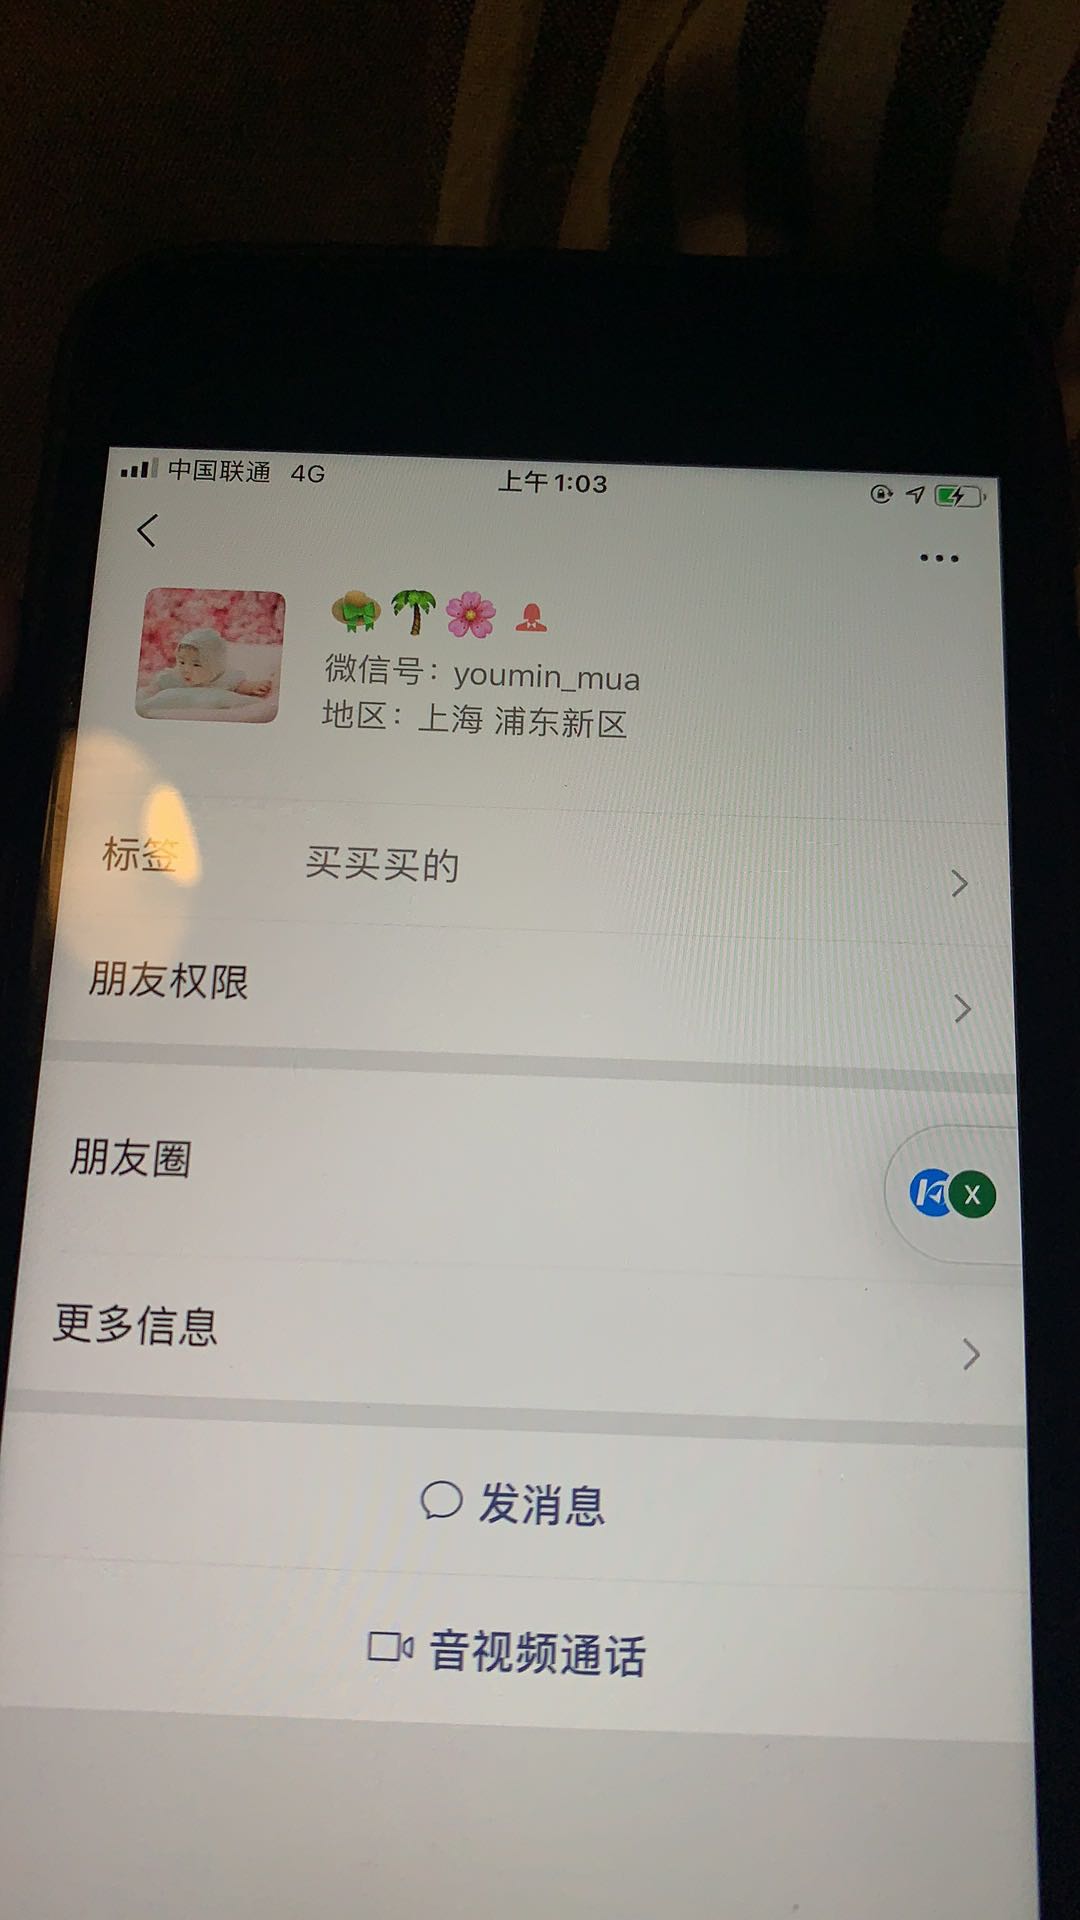 中国联通 4G 上午1:03
微信号：youmin_mua
地区：上海 浦东新区
标签 买买买的
朋友权限
朋友圈
X
更多信息
发消息
音视频通话